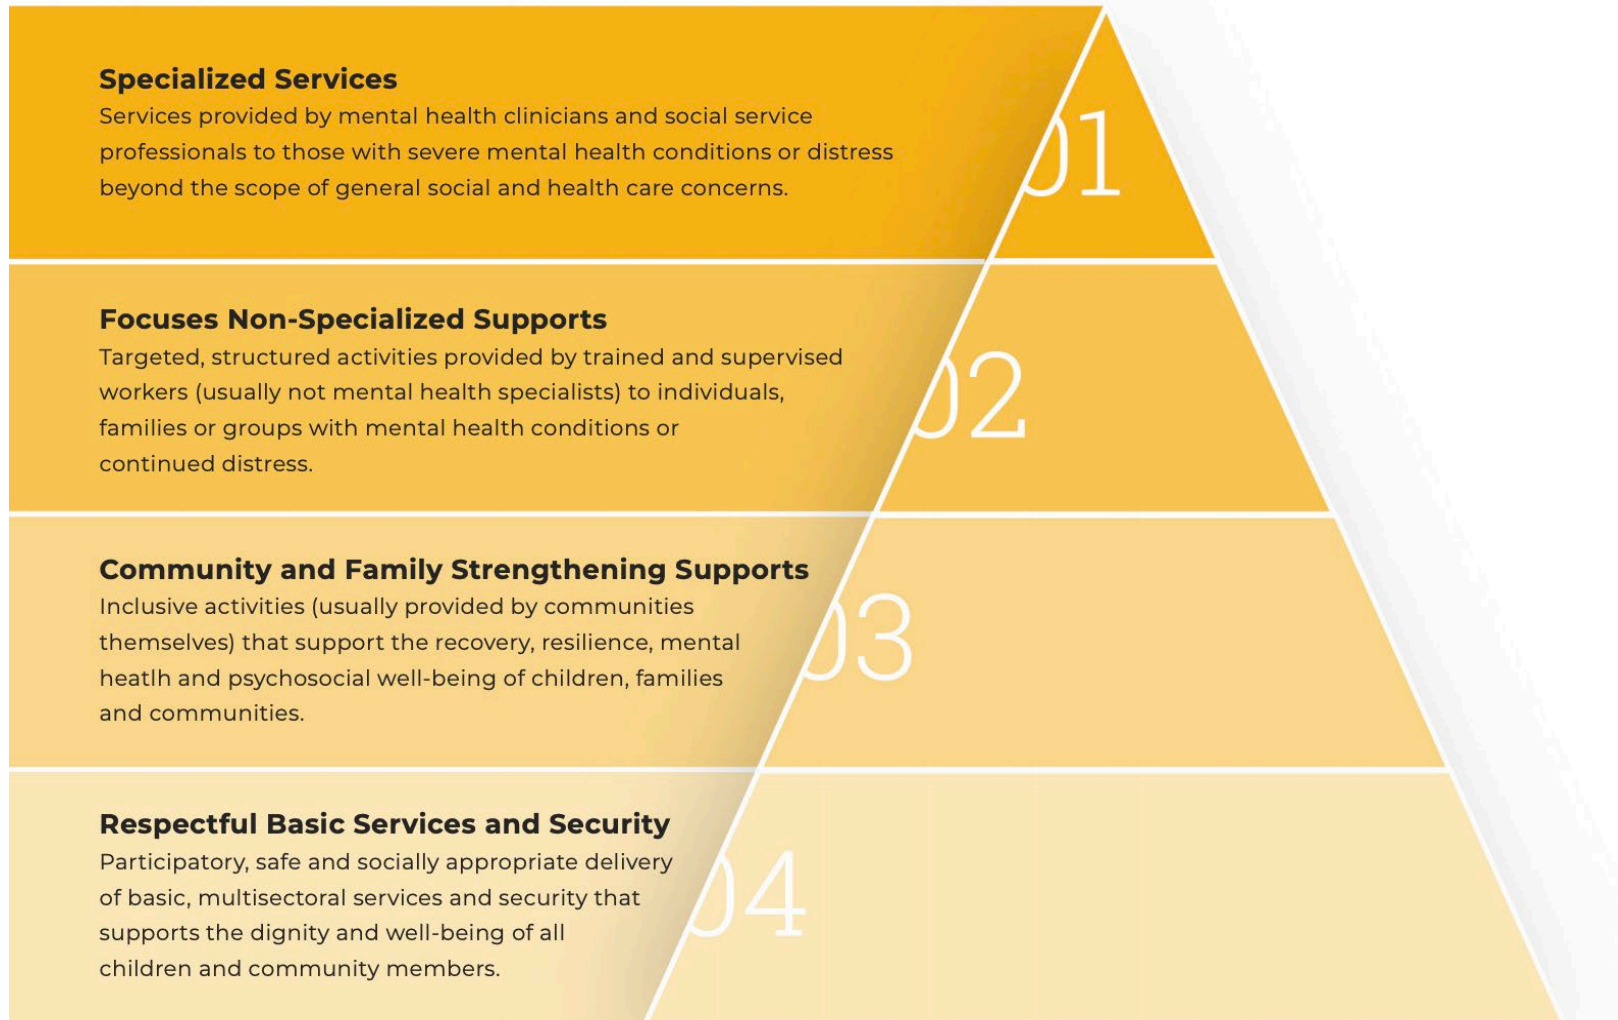 Specialized Services
Services provided by mental health clinicians and social service
professionals to those with severe mental health conditions or distress
beyond the scope of general social and health care concerns.
01
Focuses Non-Specialized Supports
Targeted, structured activities provided by trained and supervised
workers (usually not mental health specialists) to individuals,
families or groups with mental health conditions or
continued distress.
02
Community and Family Strengthening Supports
Inclusive activities (usually provided by communities
themselves) that support the recovery, resilience, mental
heatlh and psychosocial well-being of children, families
and communities.
03
Respectful Basic Services and Security
Participatory, safe and socially appropriate delivery
of basic, multisectoral services and security that
supports the dignity and well-being of all
children and community members.
04